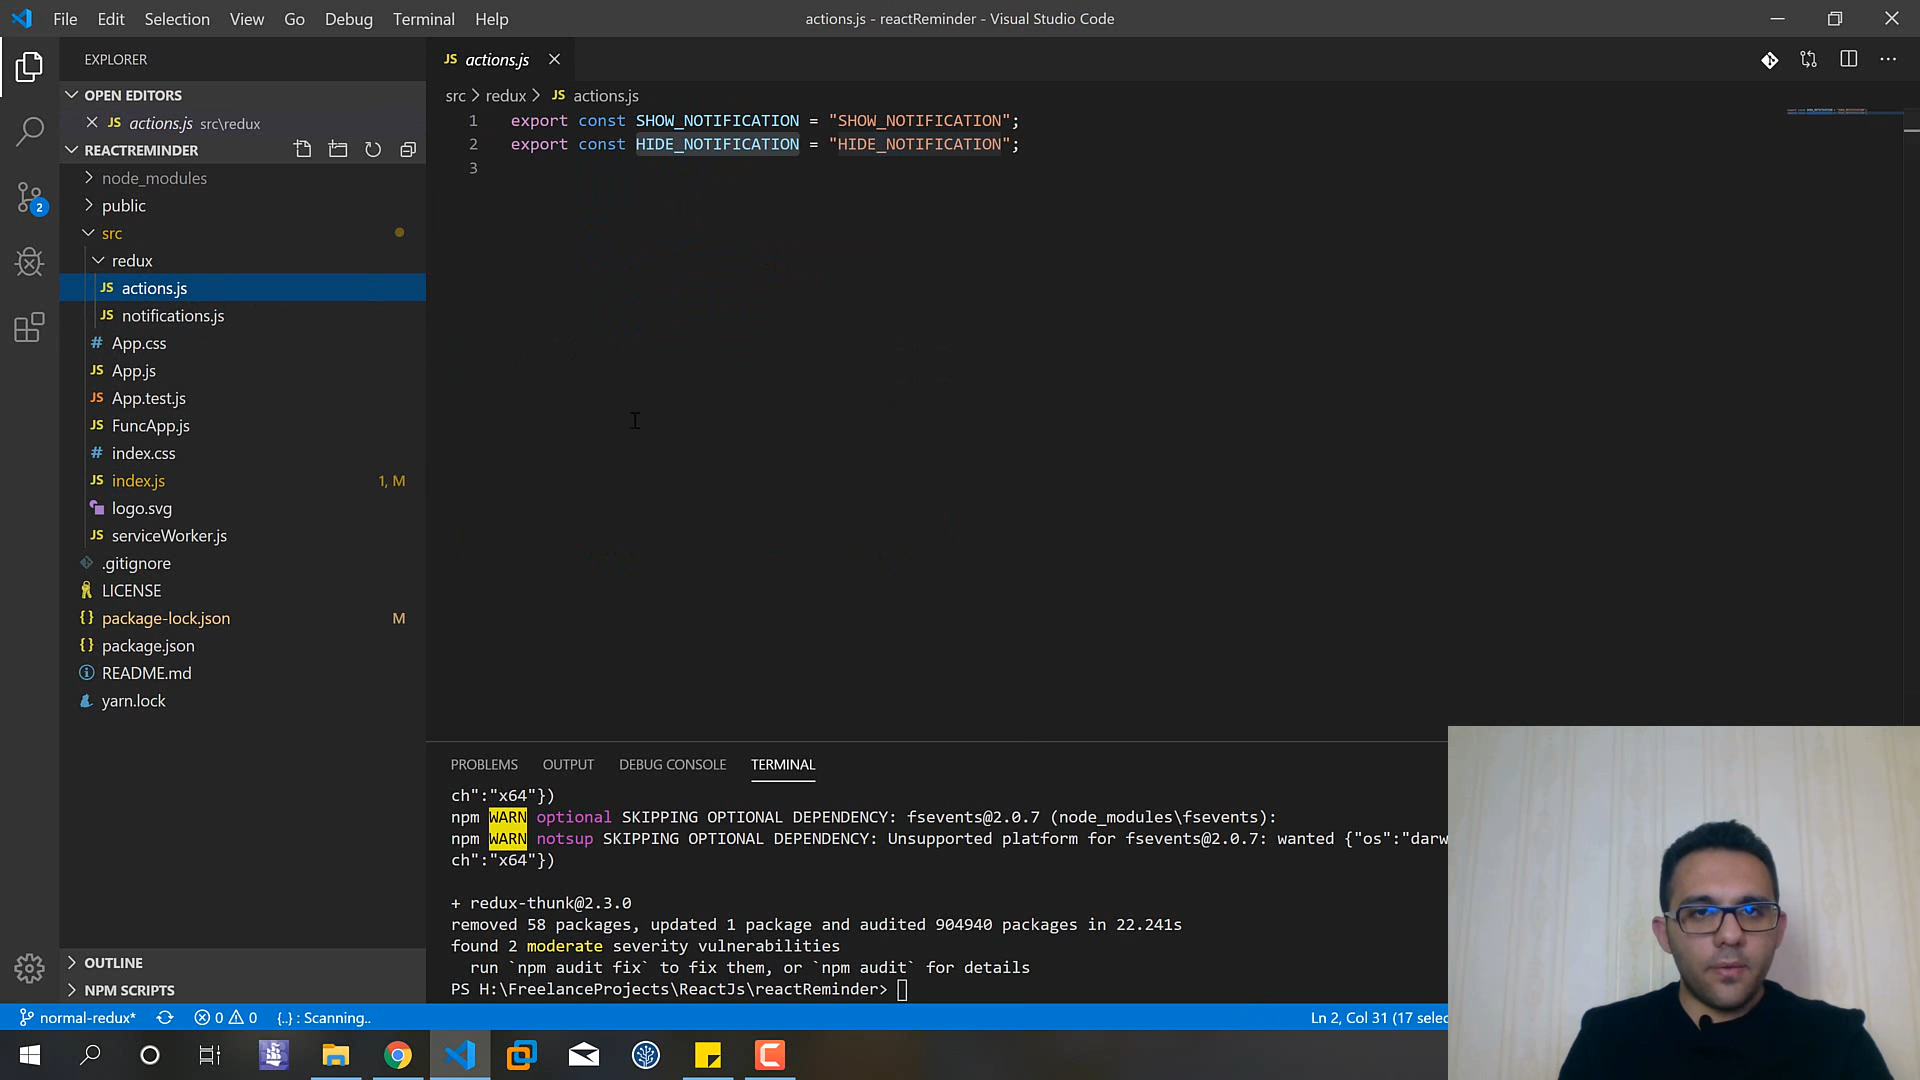 File Edit Selection View Go Debug Terminal Help
actions.js - reactReminder - Visual Studio Code
EXPLORER
OPEN EDITORS
JS actions.js src\redux
REACTREMINDER
node_modules
public
src
redux
JS actions.js
JS notifications.js
# App.css
JS App.js
JS App.test.js
JS FuncApp.js
# index.css
JS index.js 1, M
logo.svg
JS serviceWorker.js
.gitignore
LICENSE
{} package-lock.json M
{} package.json
README.md
yarn.lock
OUTLINE
NPM SCRIPTS
2
JS actions.js
src > redux > JS actions.js
1 export const SHOW_NOTIFICATION = "SHOW_NOTIFICATION";
2 export const HIDE_NOTIFICATION = "HIDE_NOTIFICATION";
3
PROBLEMS OUTPUT DEBUG CONSOLE TERMINAL
ch":"x64"})
npm WARN optional SKIPPING OPTIONAL DEPENDENCY: fsevents@2.0.7 (node_modules\fsevents):
npm WARN notsup SKIPPING OPTIONAL DEPENDENCY: Unsupported platform for fsevents@2.0.7: wanted {"os":"darw
ch":"x64"})
+ redux-thunk@2.3.0
removed 58 packages, updated 1 package and audited 904940 packages in 22.241s
found 2 moderate severity vulnerabilities
run `npm audit fix` to fix them, or `npm audit` for details
PS H:\FreelanceProjects\ReactJs\reactReminder>
normal-redux* 0 0 {..} : Scanning..
Ln 2, Col 31 (17 selec